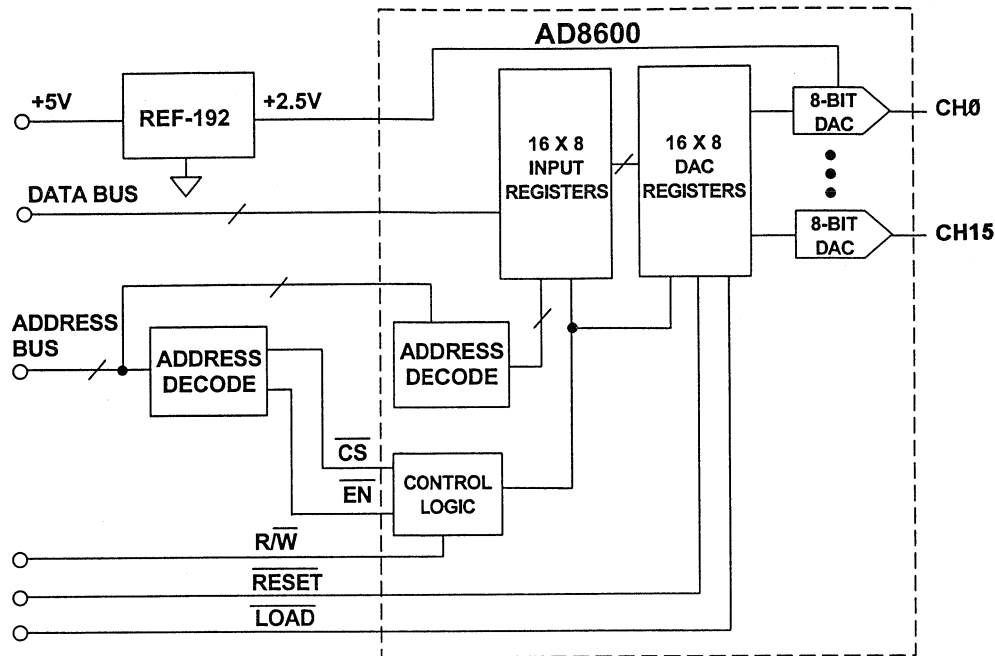 AD8600
+5V
REF-192
+2.5V
16 X 8
INPUT
REGISTERS
16 X 8
DAC
REGISTERS
8-BIT
DAC
CHØ
DATA BUS
8-BIT
DAC
CH15
ADDRESS
BUS
ADDRESS
DECODE
ADDRESS
DECODE
CS
EN
CONTROL
LOGIC
R/W
RESET
LOAD